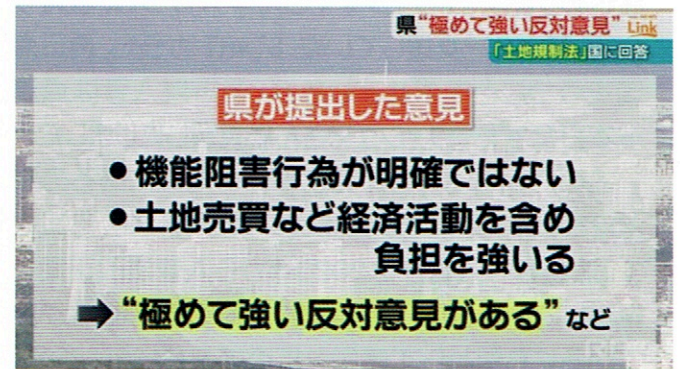 県“極めて強い反対意見” Link
「土地規制法」国に回答
県が提出した意見
●機能阻害行為が明確ではない
●土地売買など経済活動を含め
負担を強いる
➡“極めて強い反対意見がある”など